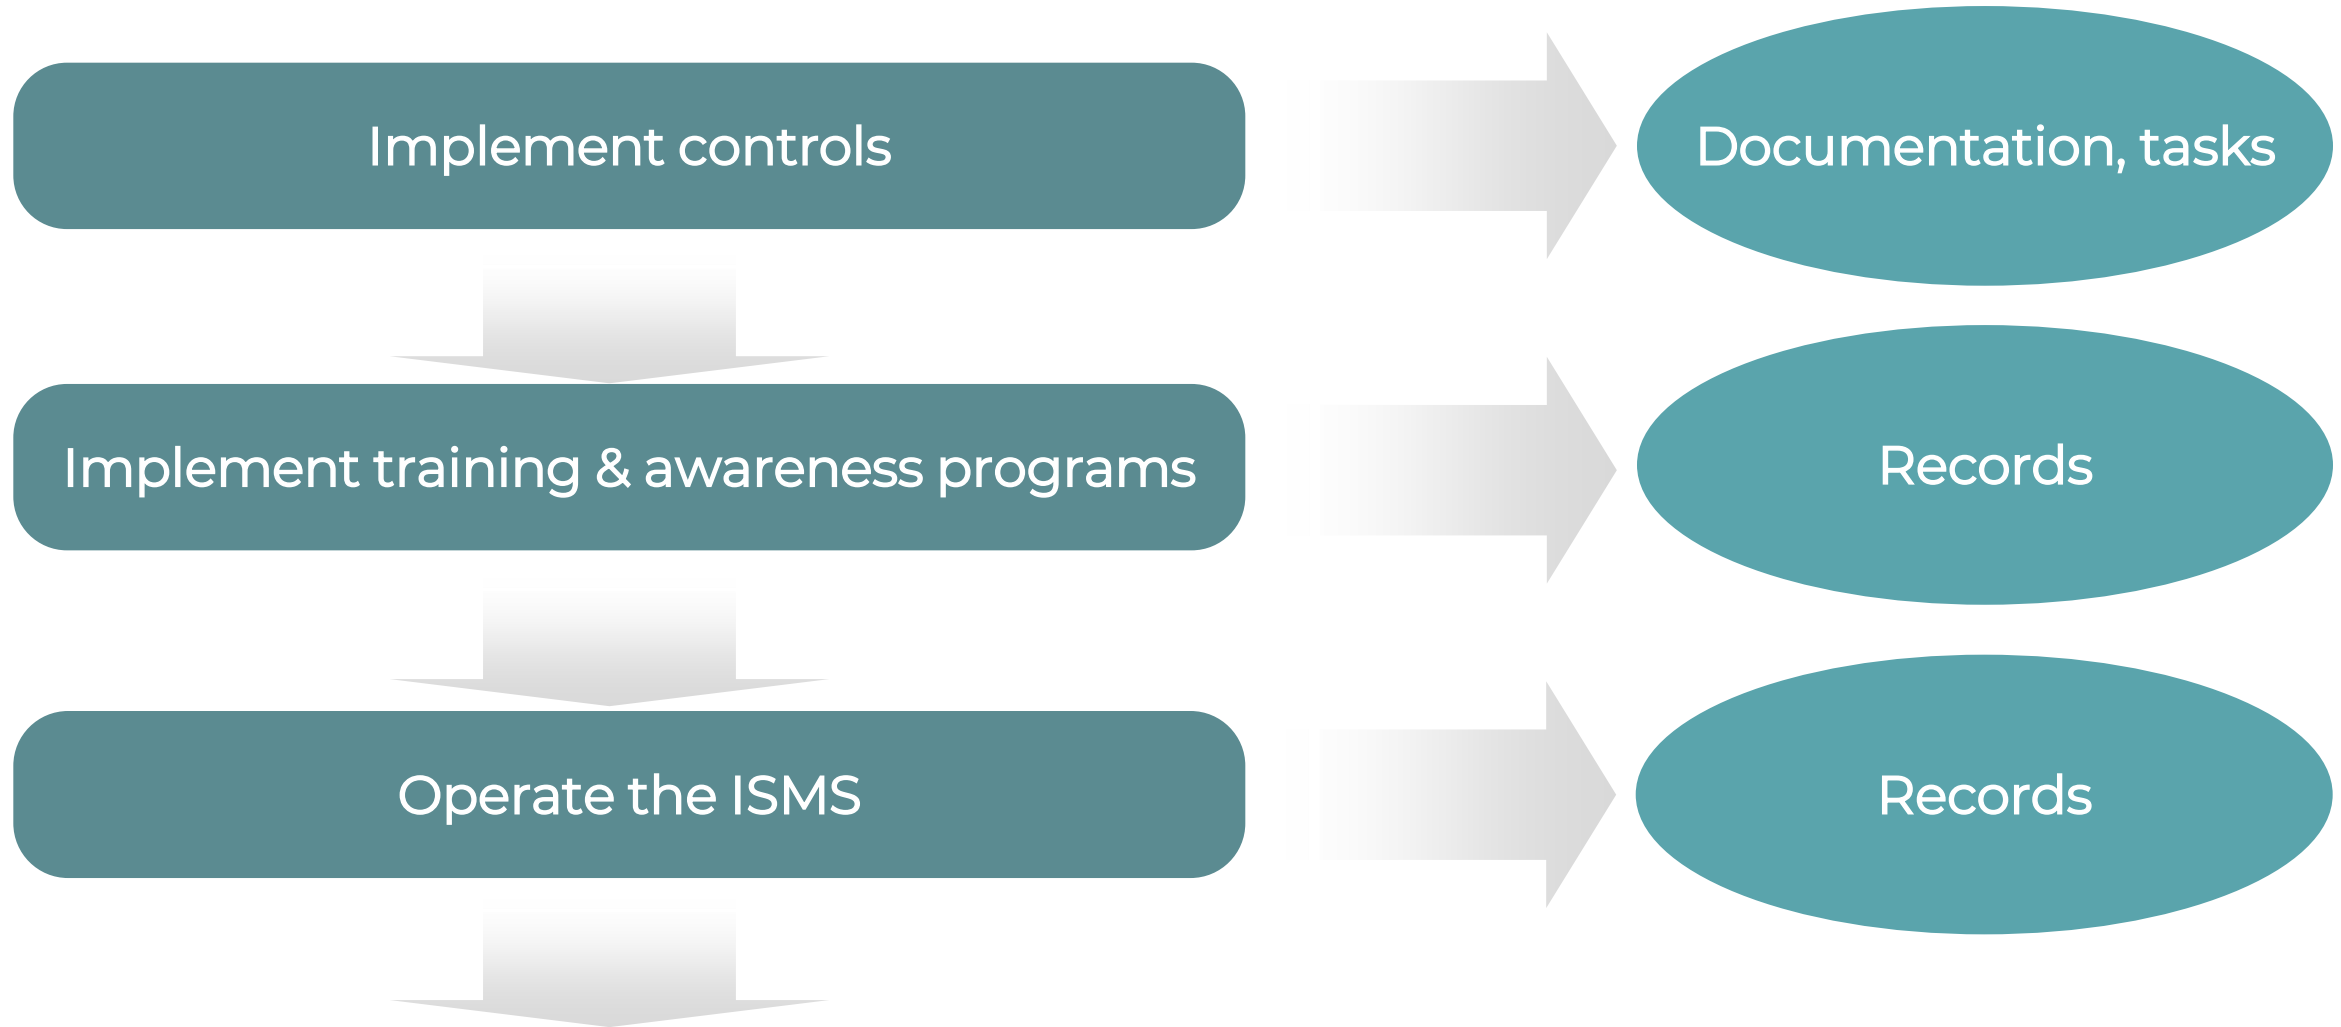 Implement controls
Documentation, tasks
Implement training & awareness programs
Records
Operate the ISMS
Records